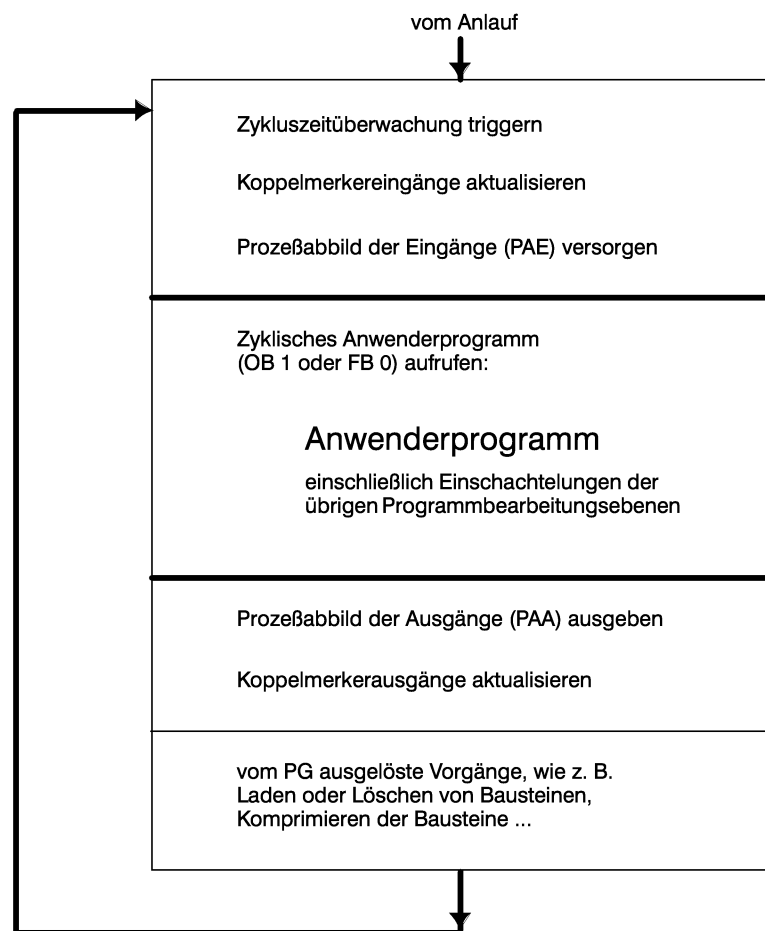 vom Anlauf
Zykluszeitüberwachung triggern
Koppelmerkereingänge aktualisieren
Prozeßabbild der Eingänge (PAE) versorgen
Zyklisches Anwenderprogramm
(OB 1 oder FB 0) aufrufen:
Anwenderprogramm
einschließlich Einschachtelungen der
übrigen Programmbearbeitungsebenen
Prozeßabbild der Ausgänge (PAA) ausgeben
Koppelmerkerausgänge aktualisieren
vom PG ausgelöste Vorgänge, wie z. B.
Laden oder Löschen von Bausteinen,
Komprimieren der Bausteine ...